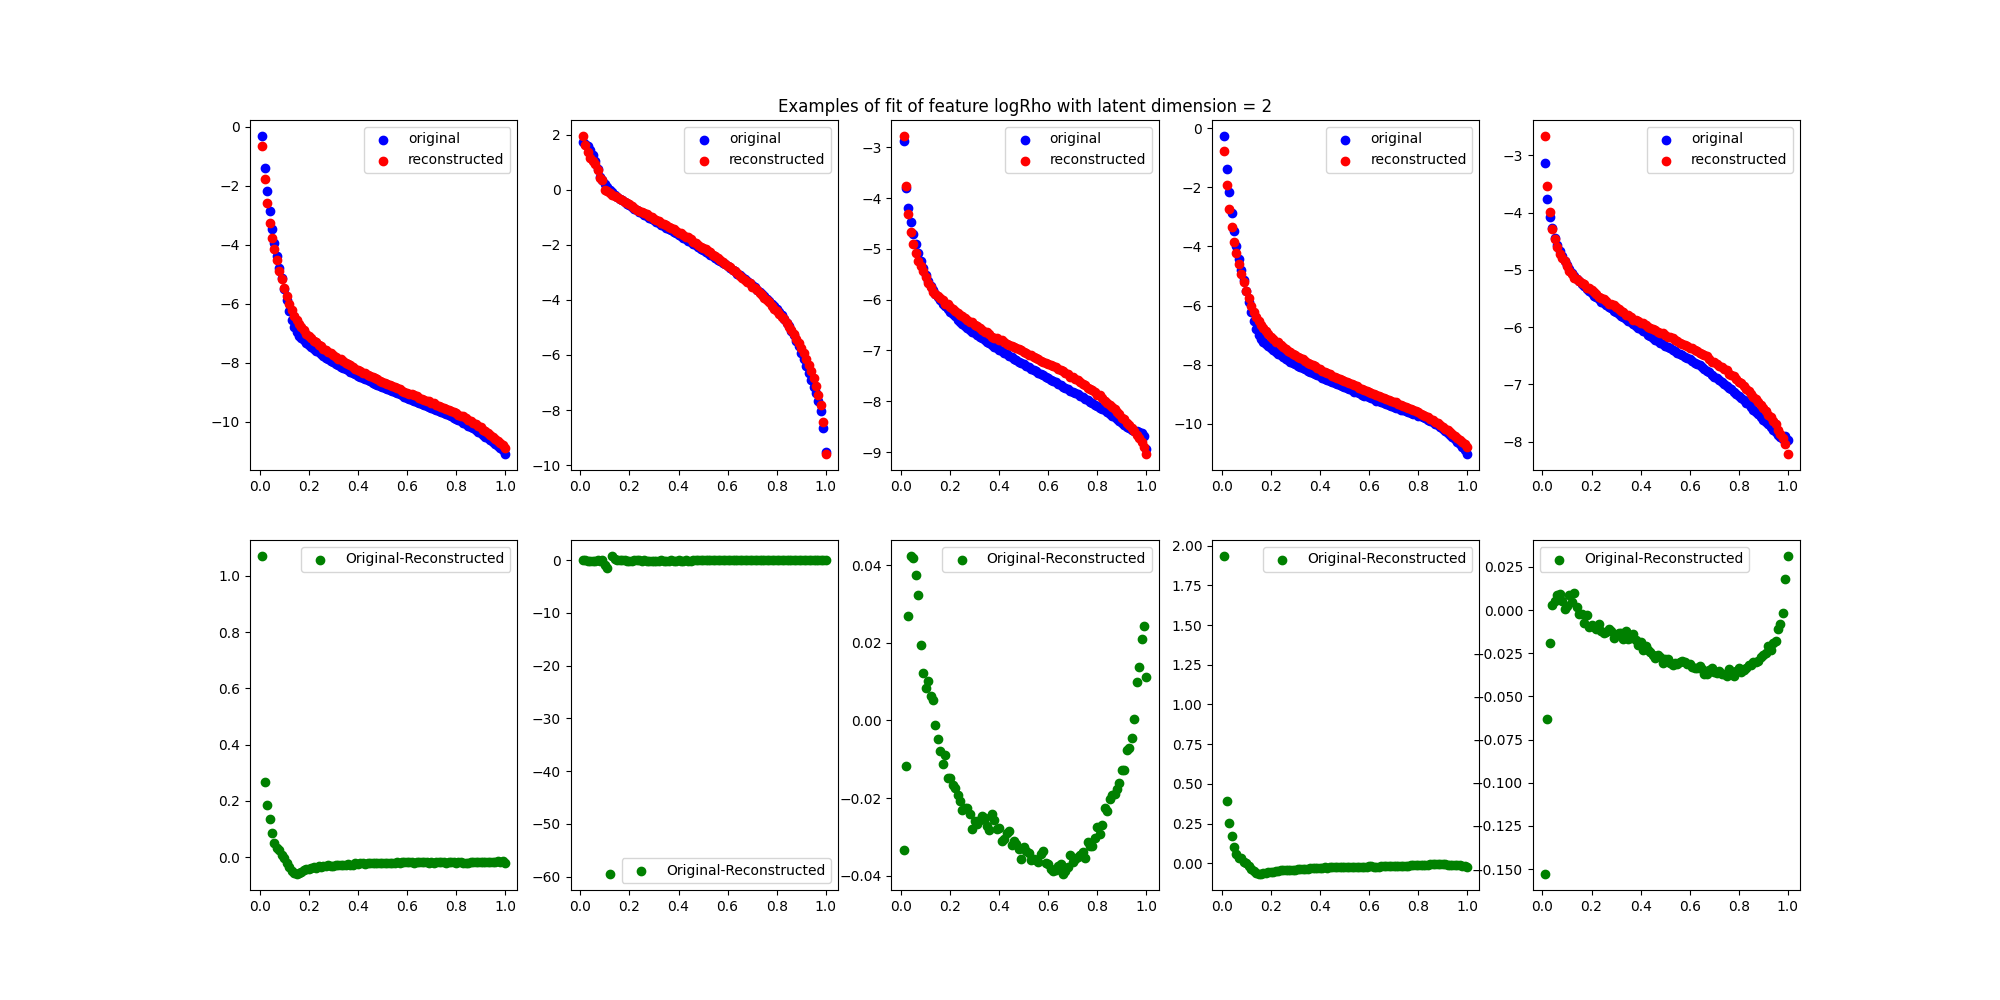 Examples of fit of feature logRho with latent dimension = 2
original
reconstructed
0
−2
−4
−6
−8
−10
0.0 0.2 0.4 0.6 0.8 1.0
original
reconstructed
2
0
−2
−4
−6
−8
−10
0.0 0.2 0.4 0.6 0.8 1.0
original
reconstructed
−3
−4
−5
−6
−7
−8
−9
0.0 0.2 0.4 0.6 0.8 1.0
original
reconstructed
0
−2
−4
−6
−8
−10
0.0 0.2 0.4 0.6 0.8 1.0
original
reconstructed
−3
−4
−5
−6
−7
−8
0.0 0.2 0.4 0.6 0.8 1.0
Original-Reconstructed
1.0
0.8
0.6
0.4
0.2
0.0
0.0 0.2 0.4 0.6 0.8 1.0
0
−10
−20
−30
−40
−50
−60
Original-Reconstructed
0.0 0.2 0.4 0.6 0.8 1.0
Original-Reconstructed
0.04
0.02
0.00
−0.02
−0.04
0.0 0.2 0.4 0.6 0.8 1.0
Original-Reconstructed
2.00
1.75
1.50
1.25
1.00
0.75
0.50
0.25
0.00
0.0 0.2 0.4 0.6 0.8 1.0
Original-Reconstructed
0.025
0.000
−0.025
−0.050
−0.075
−0.100
−0.125
−0.150
0.0 0.2 0.4 0.6 0.8 1.0